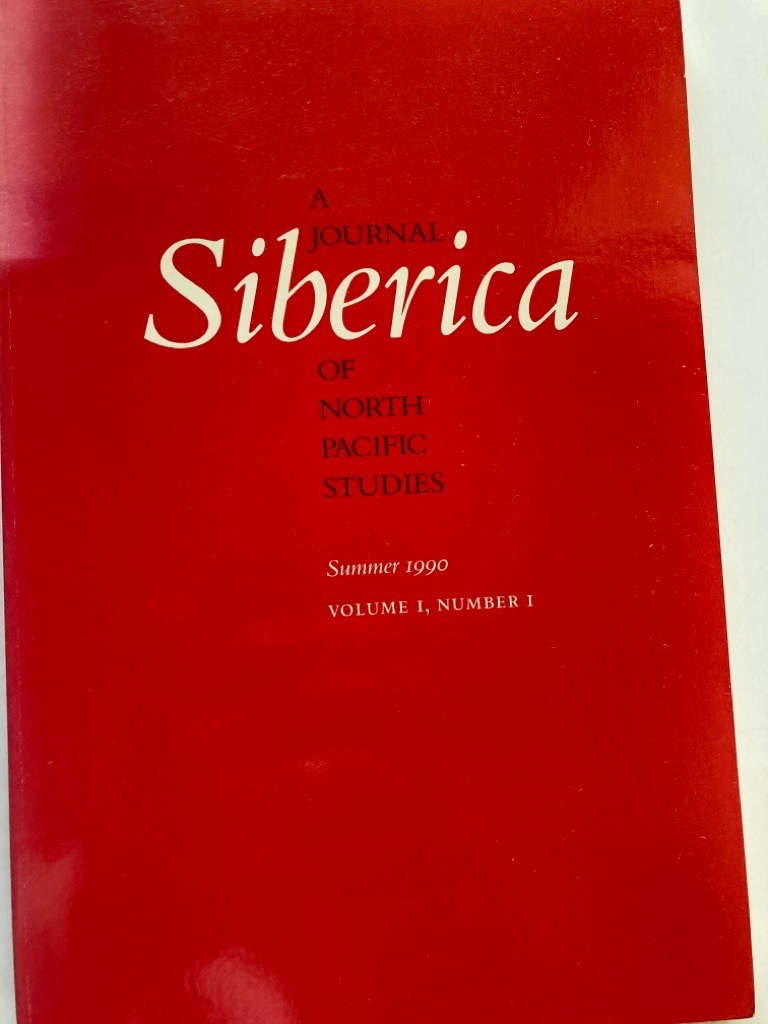 A
JOURNAL
Siberica
OF
NORTH
PACIFIC
STUDIES
Summer 1990
VOLUME I, NUMBER I